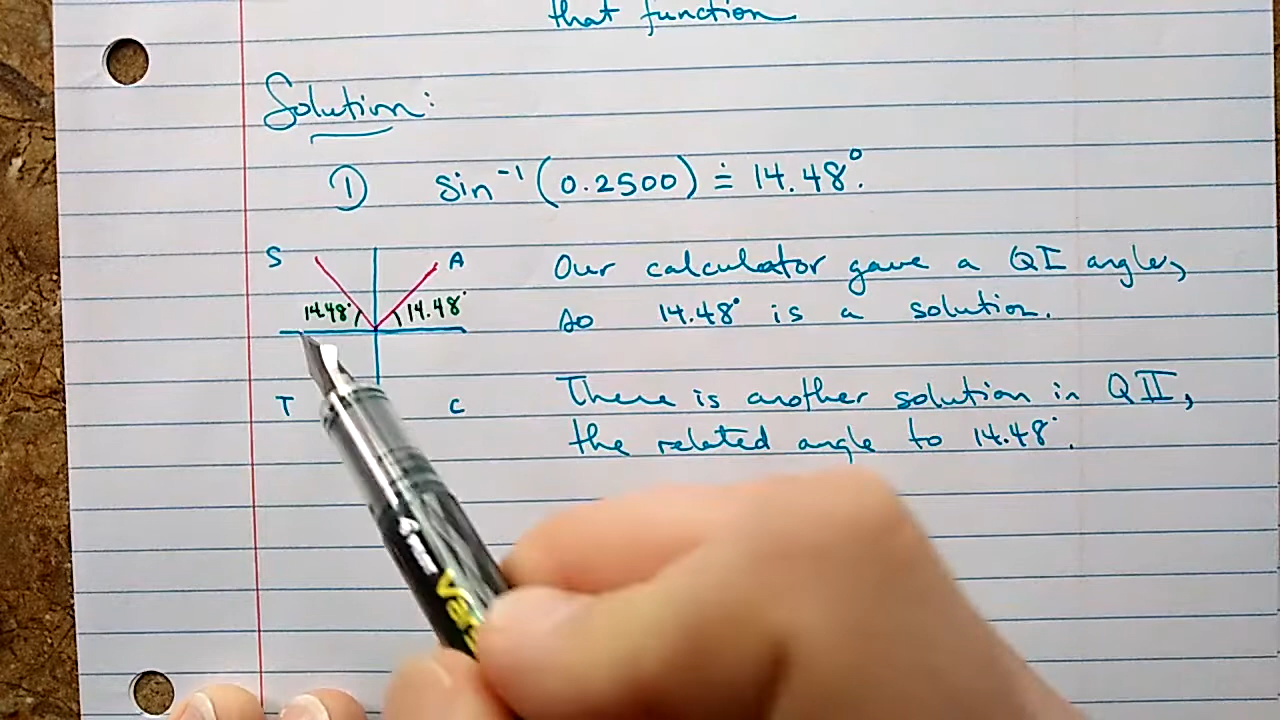 that function
Solution:
① sin⁻¹(0.2500) ≐ 14.48°.
S A
14.48° 14.48°
T C
Our calculator gave a QI angle,
so 14.48° is a solution.
There is another solution in QII,
the related angle to 14.48°.